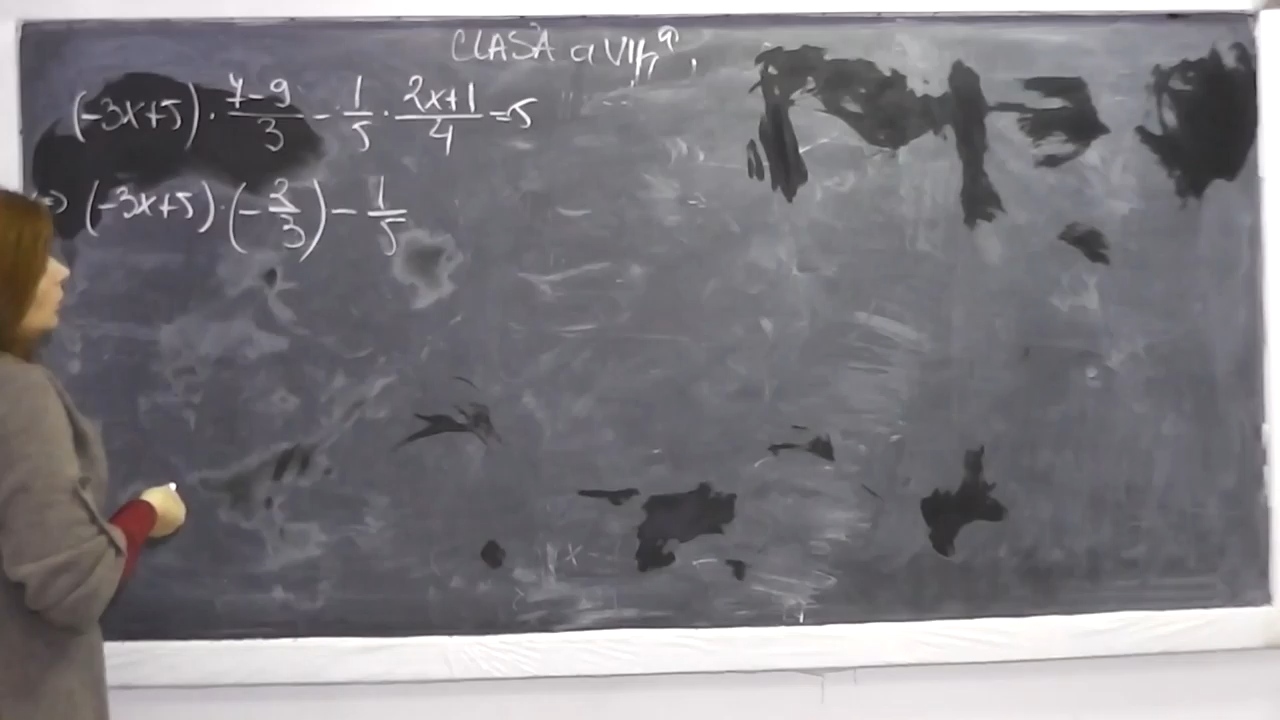 CLASA a VII-a
(-3x+5) · (7-9)/3 - 1/5 · (2x+1)/4 = 5
⇔ (-3x+5) · (-2/3) - 1/5